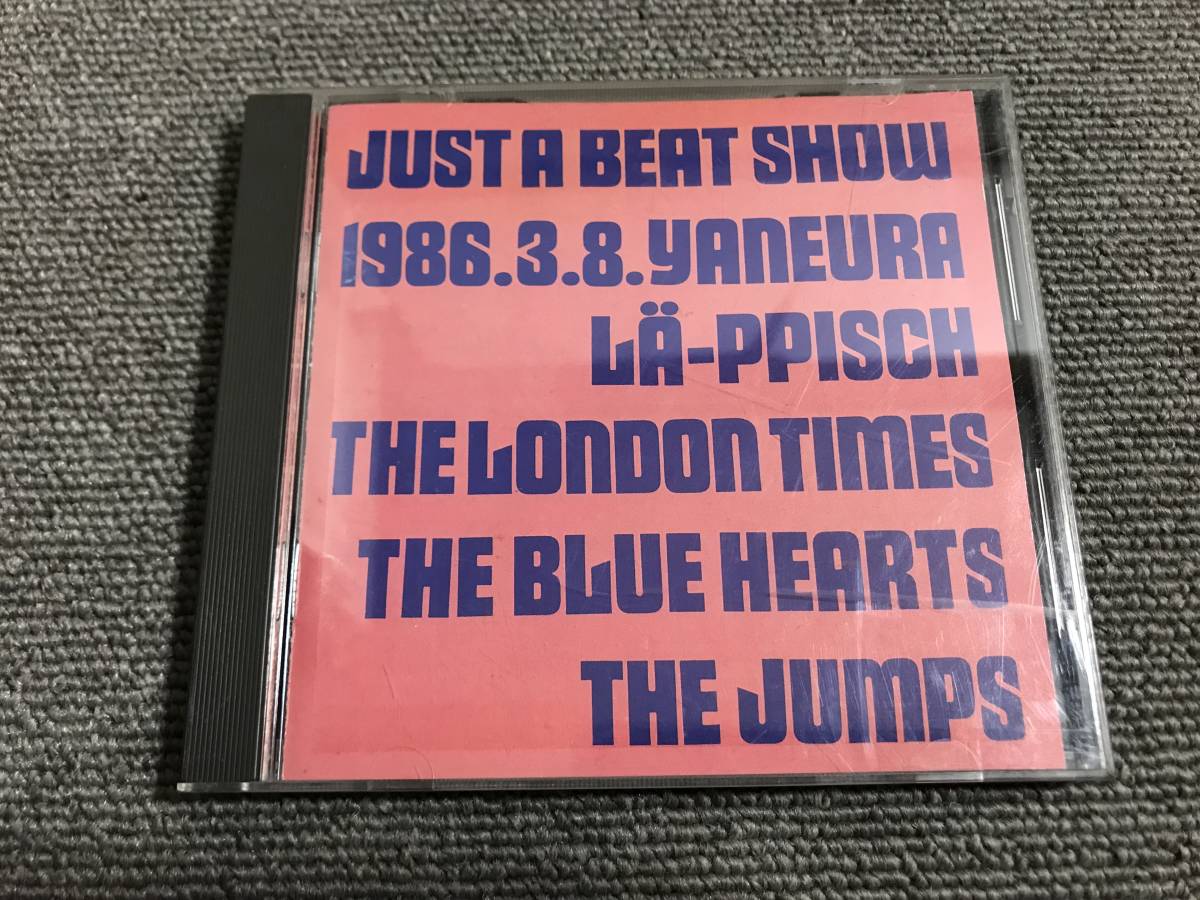 JUST A BEAT SHOW
1986.3.8.YANEURA
LÄ-PPISCH
THE LONDON TIMES
THE BLUE HEARTS
THE JUMPS